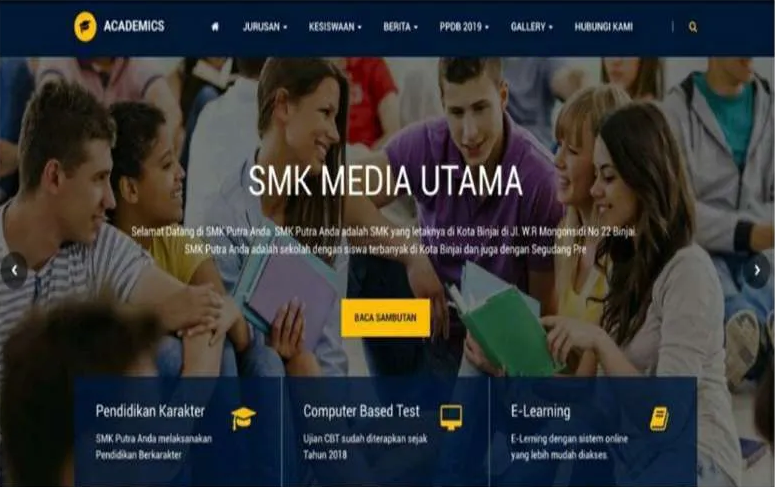 ACADEMICS JURUSAN KESISWAAN BERITA PPDB 2019 GALLERY HUBUNGI KAMI
SMK MEDIA UTAMA
Selamat Datang di SMK Putra Anda. SMK Putra Anda adalah SMK yang letaknya di Kota Binjai di Jl. W.R Mongonsidi No 22 Binjai.
SMK Putra Anda adalah sekolah dengan siswa terbanyak di Kota Binjai dan juga dengan Segudang Pre
BACA SAMBUTAN
Pendidikan Karakter
SMK Putra Anda melaksanakan
Pendidikan Berkarakter
Computer Based Test
Ujian CBT sudah diterapkan sejak
Tahun 2018
E-Learning
E-Lerning dengan sistem online
yang lebih mudah diakses.